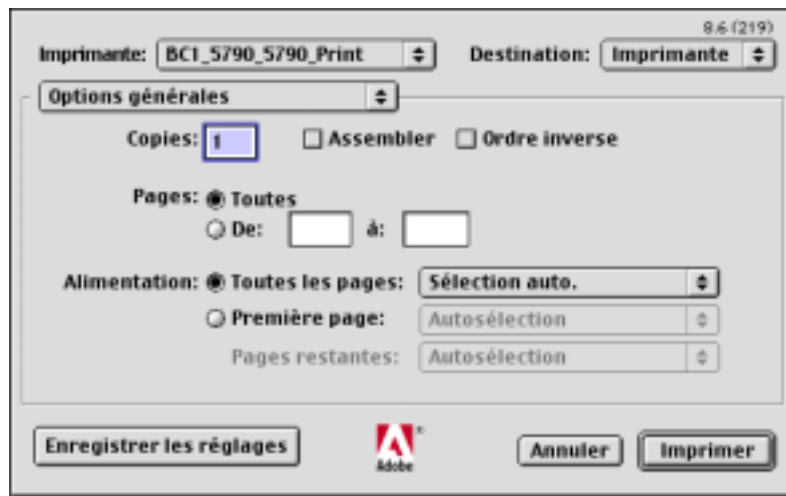 8.6 (219)
Imprimante: BC1_5790_5790_Print Destination: Imprimante
Options générales
Copies: 1 Assembler Ordre inverse
Pages: Toutes
De: à:
Alimentation: Toutes les pages: Sélection auto.
Première page: Autosélection
Pages restantes: Autosélection
Enregistrer les réglages Adobe® Annuler Imprimer